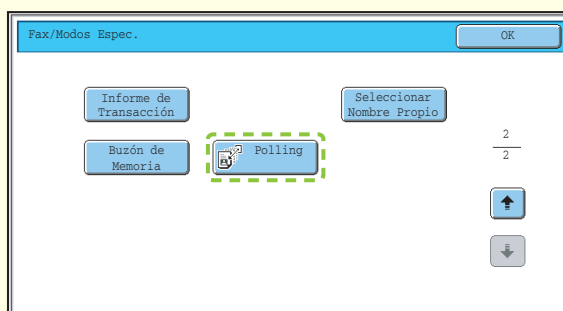 Fax/Modos Espec.
OK
Informe de
Transacción
Seleccionar
Nombre Propio
Buzón de
Memoria
Polling
2
2